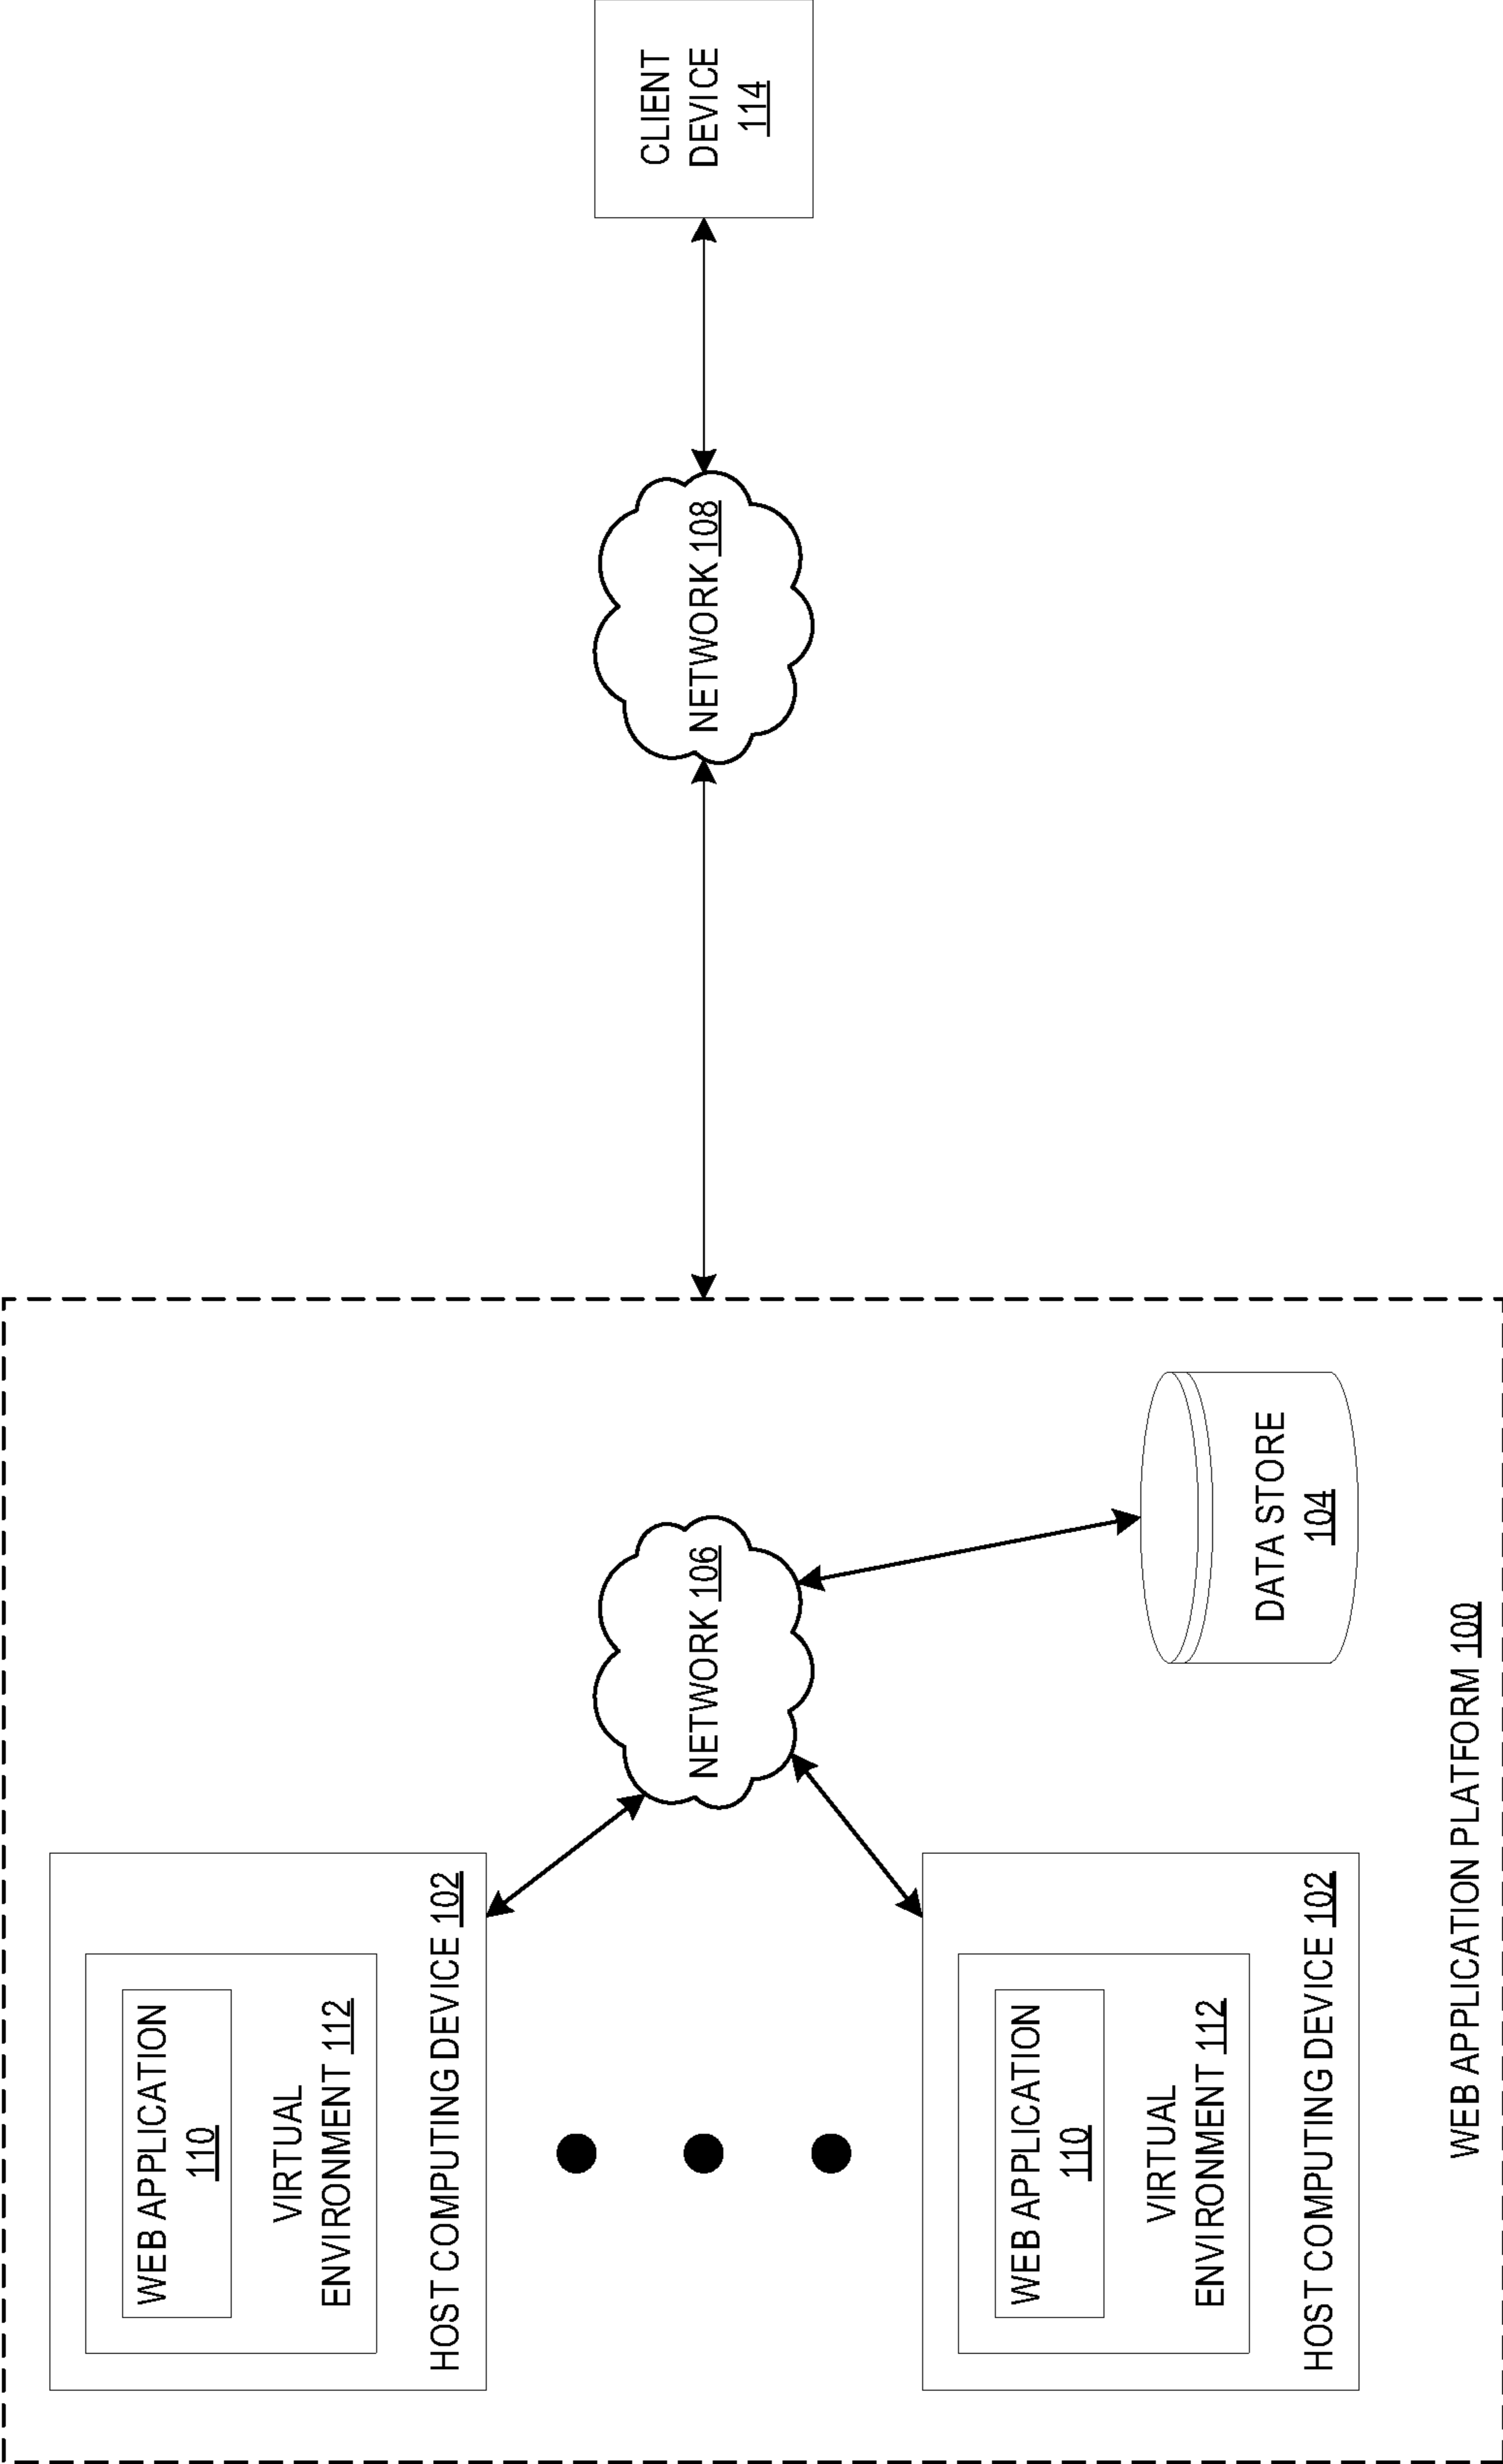 WEB APPLICATION
110
VIRTUAL
ENVIRONMENT 112
HOST COMPUTING DEVICE 102
NETWORK 106
NETWORK 108
CLIENT
DEVICE
114
WEB APPLICATION
110
VIRTUAL
ENVIRONMENT 112
HOST COMPUTING DEVICE 102
DATA STORE
104
WEB APPLICATION PLATFORM 100